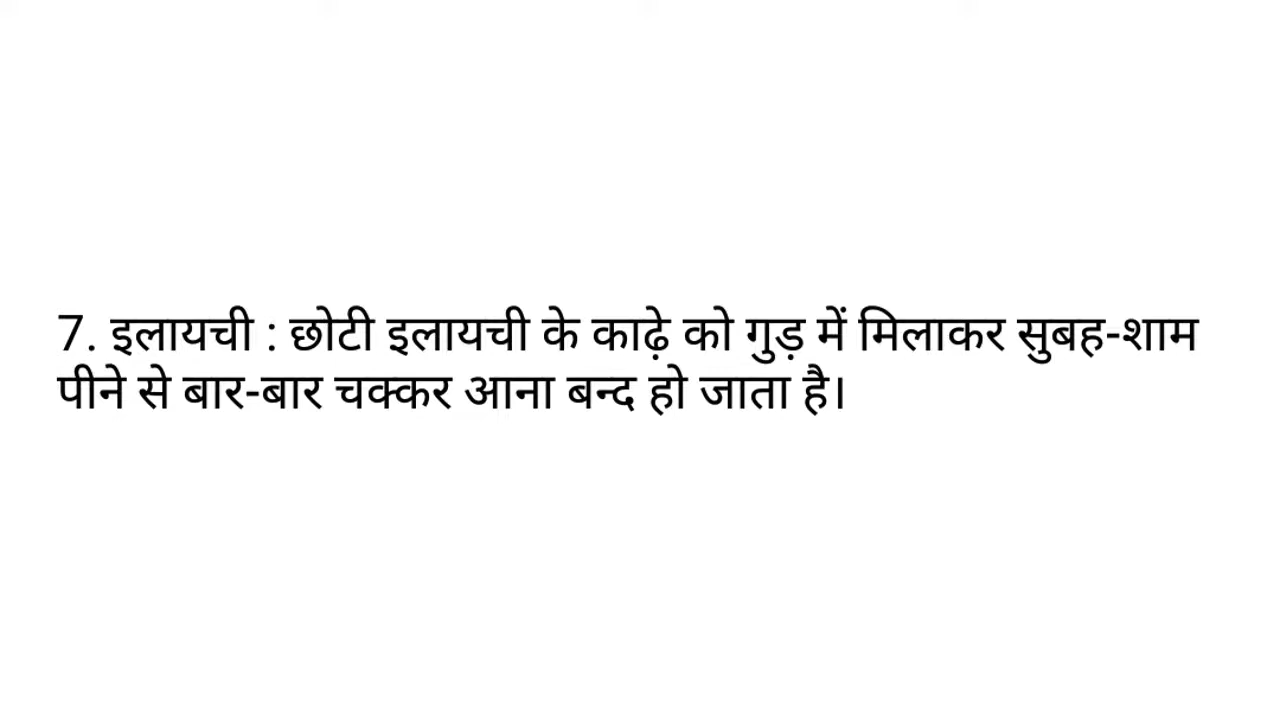 7. इलायची : छोटी इलायची के काढ़े को गुड़ में मिलाकर सुबह-शाम
पीने से बार-बार चक्कर आना बन्द हो जाता है।